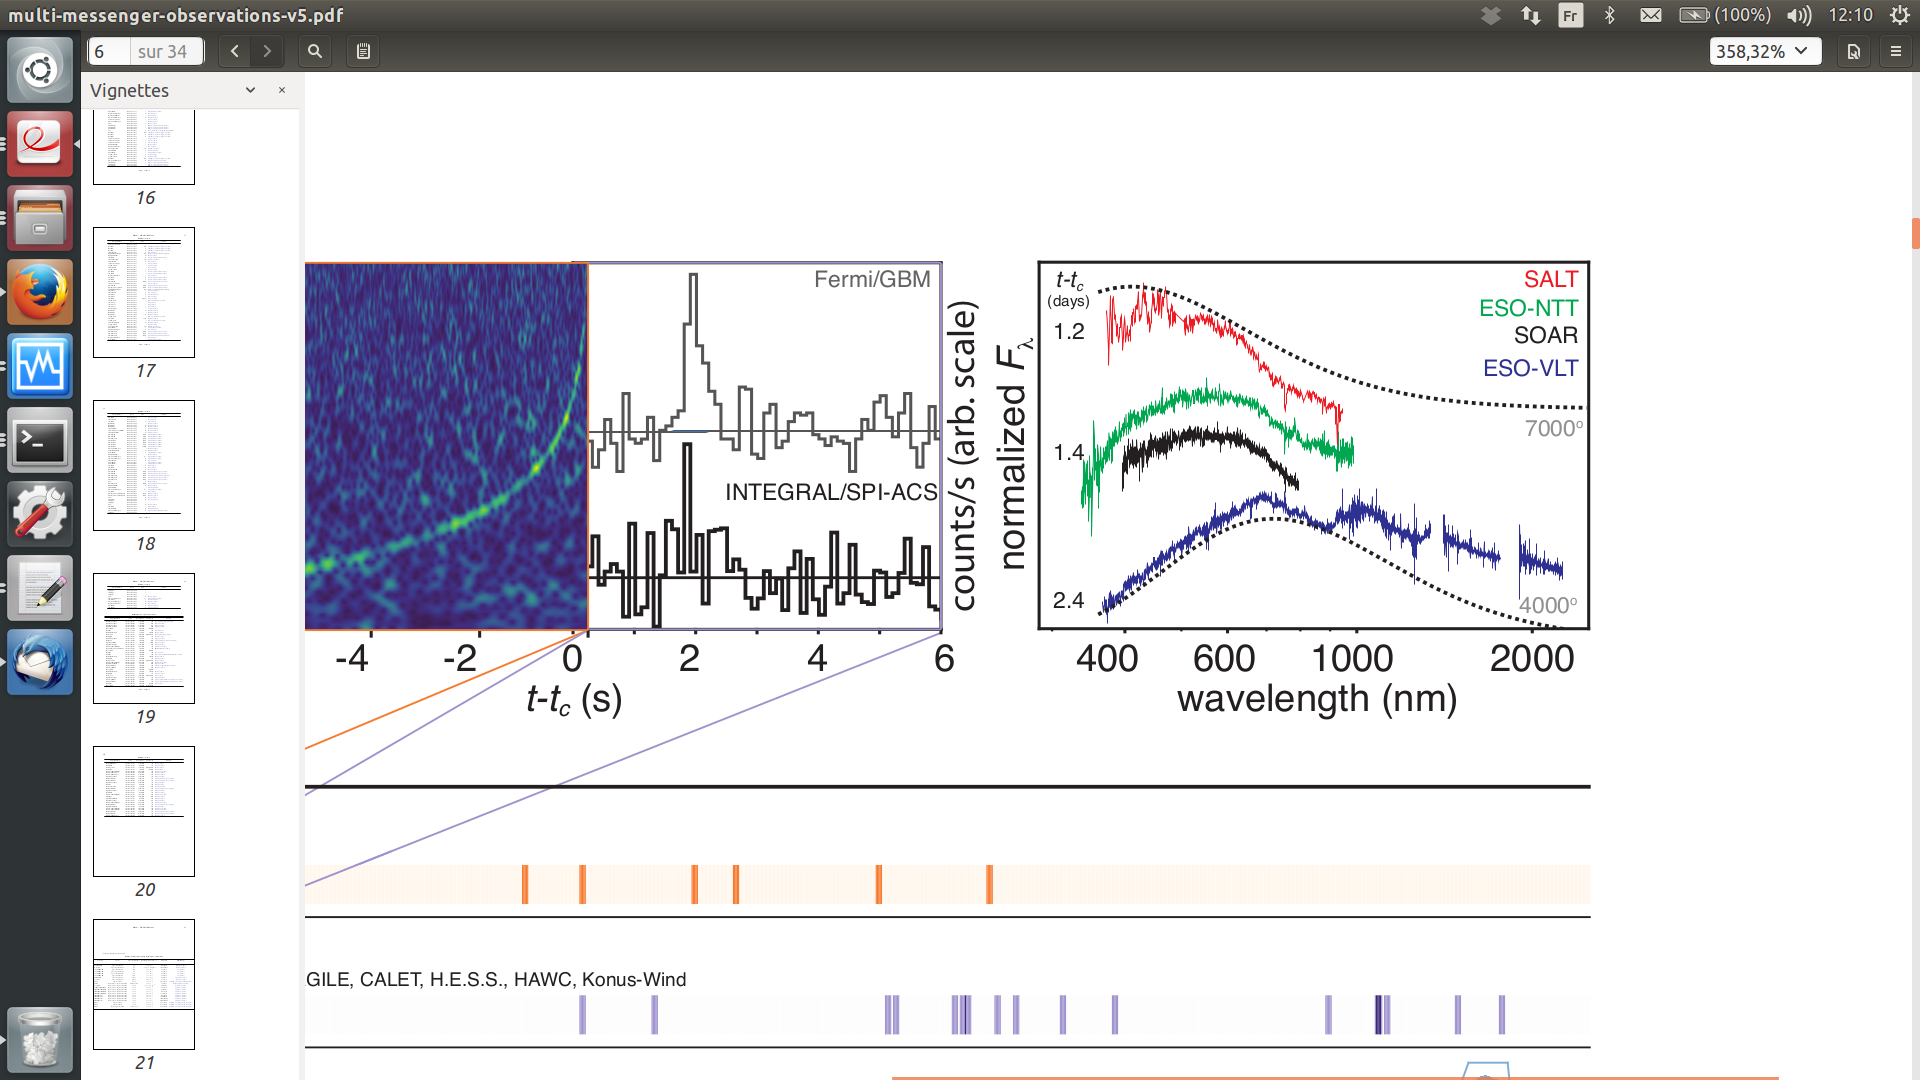 multi-messenger-observations-v5.pdf
Fr
(100%)
12:10
6
sur 34
358,32%
Vignettes
16
17
18
19
20
21
Fermi/GBM
INTEGRAL/SPI-ACS
counts/s (arb. scale)
-4
-2
0
2
4
6
t-tc (s)
normalized Fλ
t-tc
(days)
1.2
1.4
2.4
SALT
ESO-NTT
SOAR
ESO-VLT
7000º
4000º
400
600
1000
2000
wavelength (nm)
GILE, CALET, H.E.S.S., HAWC, Konus-Wind